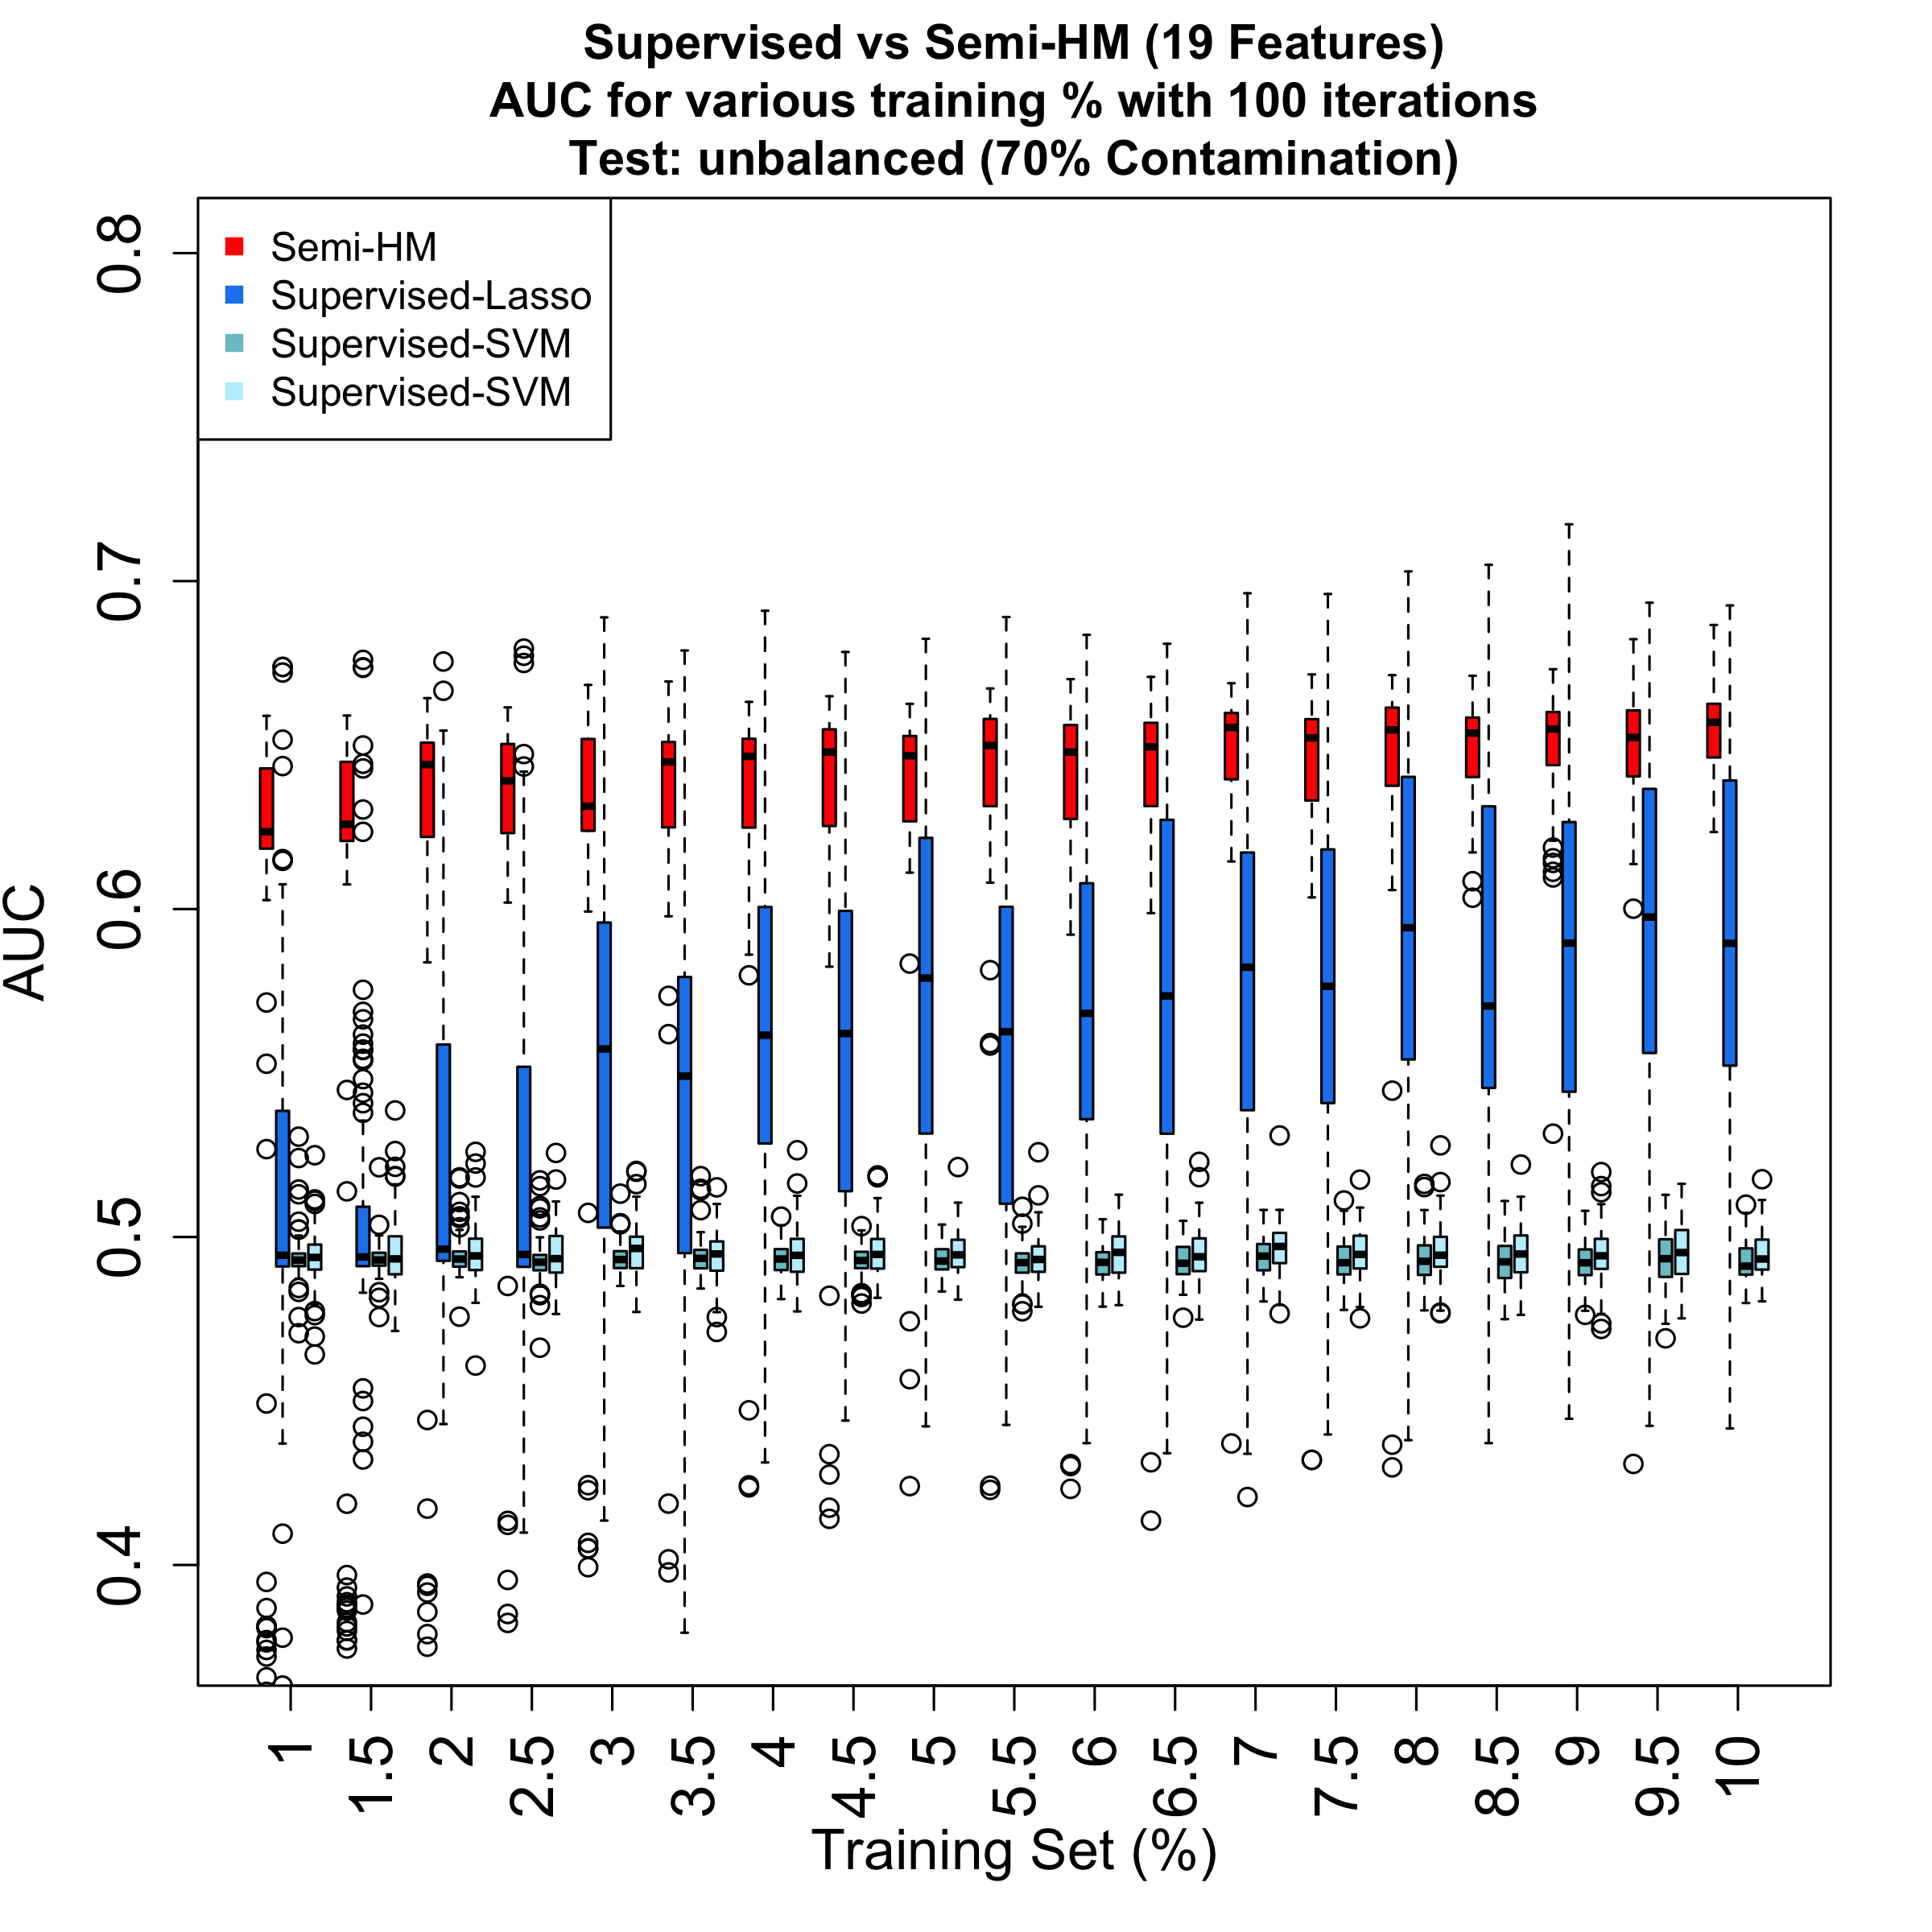 Supervised vs Semi-HM (19 Features)
AUC for various training % with 100 iterations
Test: unbalanced (70% Contamination)
Semi-HM
Supervised-Lasso
Supervised-SVM
Supervised-SVM
AUC
0.8
0.7
0.6
0.5
0.4
1
1.5
2
2.5
3
3.5
4
4.5
5
5.5
6
6.5
7
7.5
8
8.5
9
9.5
10
Training Set (%)